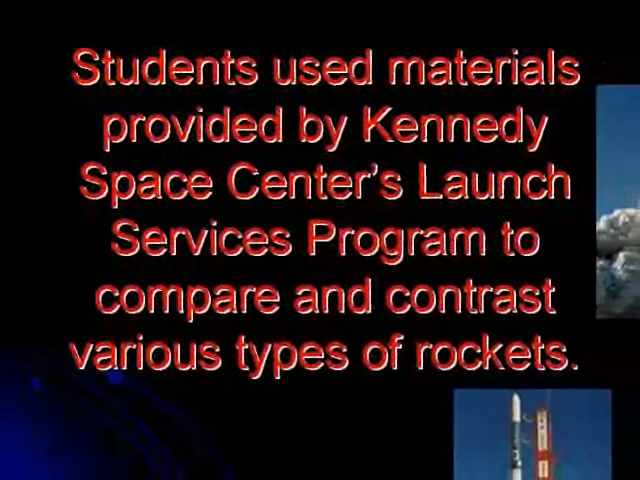 Students used materials
provided by Kennedy
Space Center’s Launch
Services Program to
compare and contrast
various types of rockets.